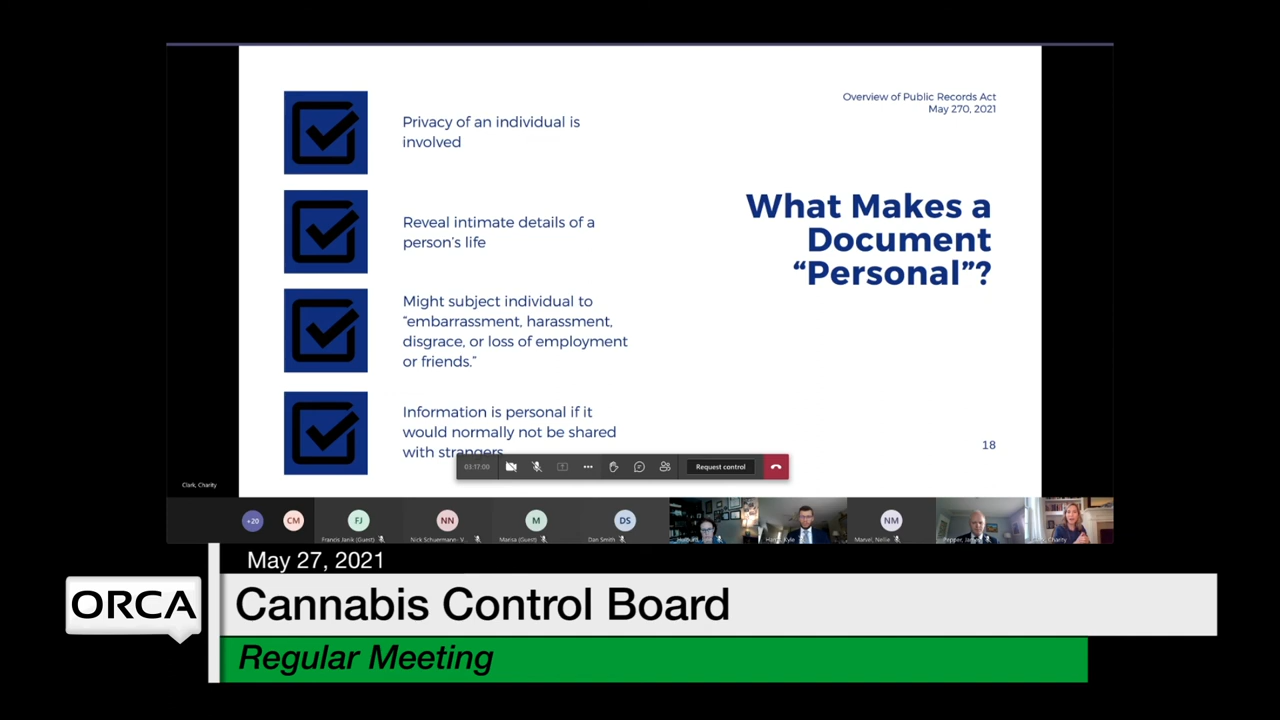 Overview of Public Records Act
May 270, 2021
What Makes a
Document
“Personal”?
Privacy of an individual is
involved
Reveal intimate details of a
person’s life
Might subject individual to
“embarrassment, harassment,
disgrace, or loss of employment
or friends.”
Information is personal if it
would normally not be shared
with strangers
18
03:17:00
Request control
Clark, Charity
+20
CM
FJ
NN
M
DS
NM
Francis Janik (Guest)
Nick Schuermann- V...
Marisa (Guest)
Dan Smith
Kyle
Marvel, Nellie
Pepper,
Charity
May 27, 2021
ORCA
Cannabis Control Board
Regular Meeting